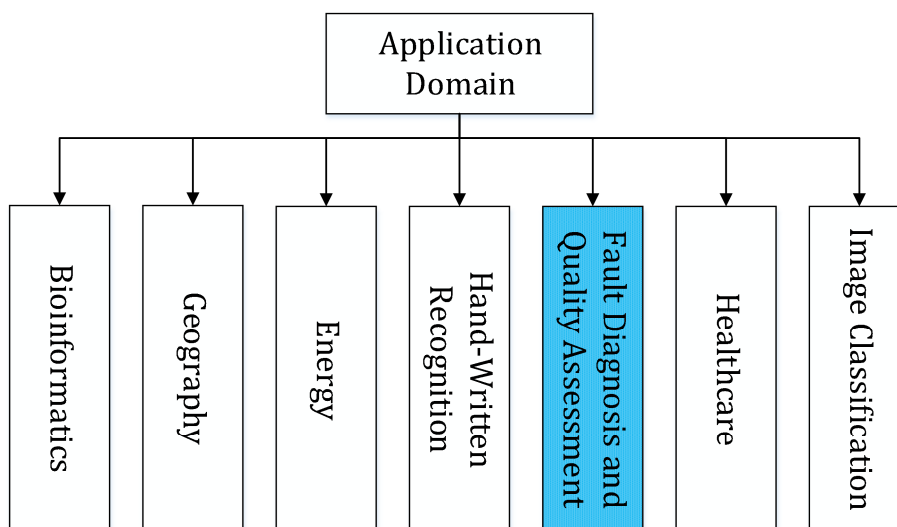 Application
Domain
Bioinformatics
Geography
Energy
Hand-Written
Recognition
Fault Diagnosis and
Quality Assessment
Healthcare
Image Classification